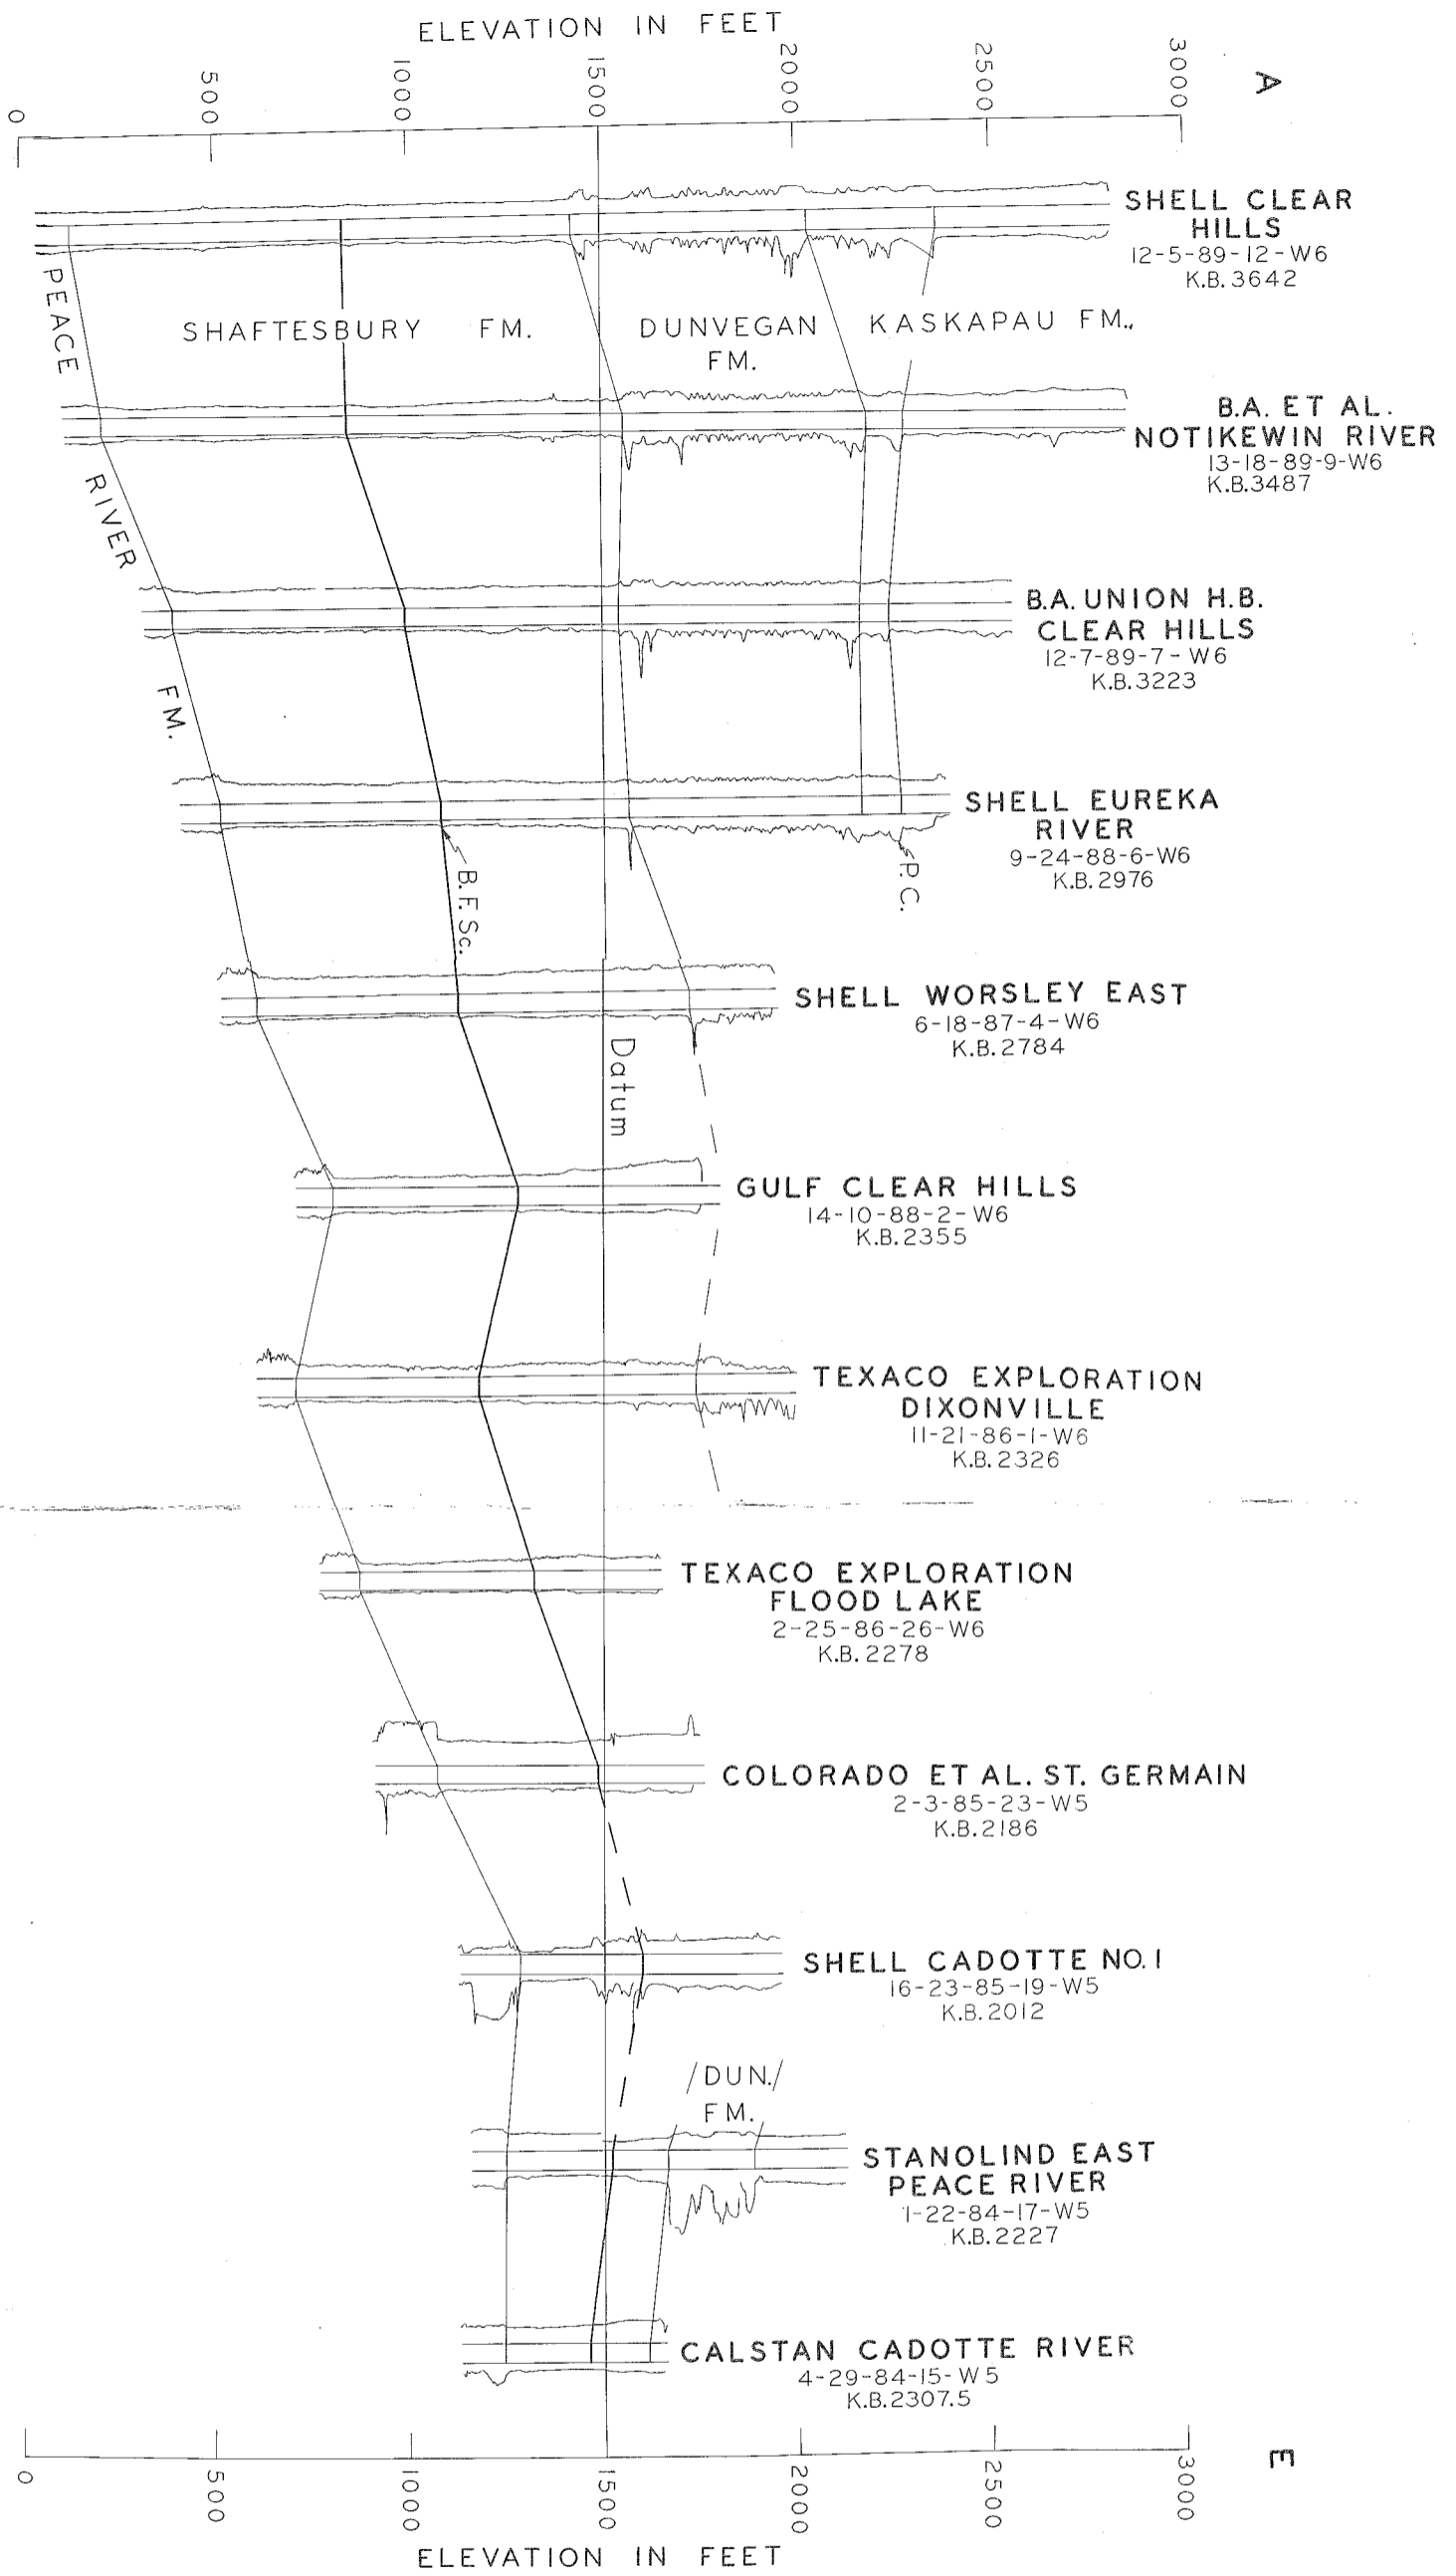 ELEVATION IN FEET
0
500
1000
1500
2000
2500
3000
A
SHELL CLEAR
HILLS
12-5-89-12-W6
K.B.3642
PEACE
RIVER
FM.
SHAFTESBURY FM.
DUNVEGAN
FM.
KASKAPAU FM.
B.A. ET AL.
NOTIKEWIN RIVER
13-18-89-9-W6
K.B.3487
B.A. UNION H.B.
CLEAR HILLS
12-7-89-7-W6
K.B.3223
SHELL EUREKA
RIVER
9-24-88-6-W6
K.B.2976
B.F.Sc.
P.C.
SHELL WORSLEY EAST
6-18-87-4-W6
K.B.2784
Datum
GULF CLEAR HILLS
14-10-88-2-W6
K.B.2355
TEXACO EXPLORATION
DIXONVILLE
11-21-86-1-W6
K.B.2326
TEXACO EXPLORATION
FLOOD LAKE
2-25-86-26-W6
K.B.2278
COLORADO ET AL. ST. GERMAIN
2-3-85-23-W5
K.B.2186
SHELL CADOTTE NO.1
16-23-85-19-W5
K.B.2012
/DUN./
FM.
STANOLIND EAST
PEACE RIVER
1-22-84-17-W5
K.B.2227
CALSTAN CADOTTE RIVER
4-29-84-15-W5
K.B.2307.5
E
0
500
1000
1500
2000
2500
3000
ELEVATION IN FEET